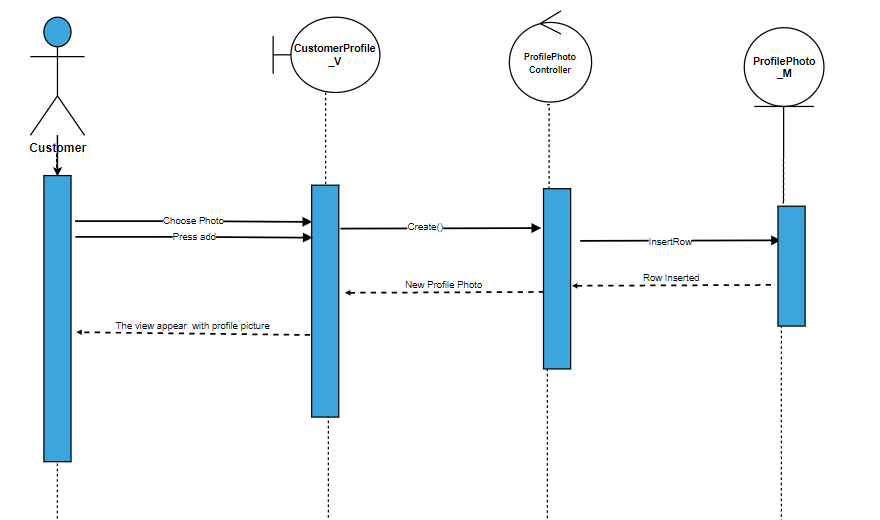 CustomerProfile
_V
ProfilePhoto
Controller
ProfilePhoto
_M
Customer
Choose Photo
Press add
Create()
InsertRow
Row Inserted
New Profile Photo
The view appear with profile picture